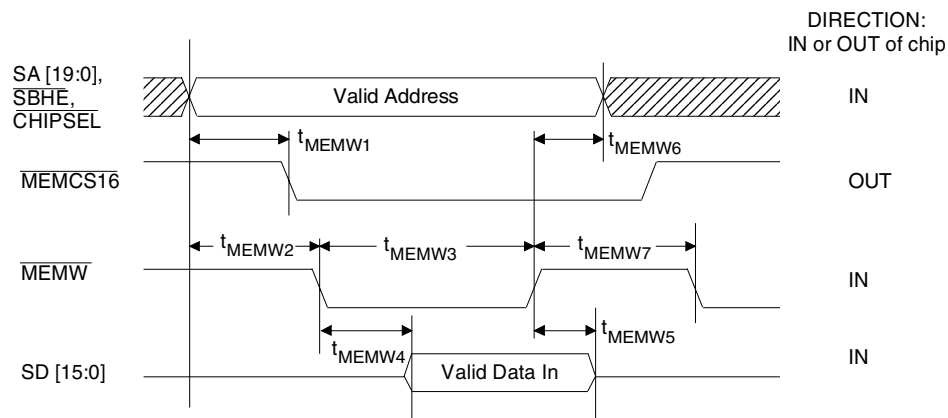 DIRECTION:
IN or OUT of chip
SA [19:0],
SBHE,
CHIPSEL
Valid Address
IN
tMEMW1
tMEMW6
MEMCS16
OUT
tMEMW2
tMEMW3
tMEMW7
MEMW
IN
tMEMW4
tMEMW5
IN
SD [15:0]
Valid Data In